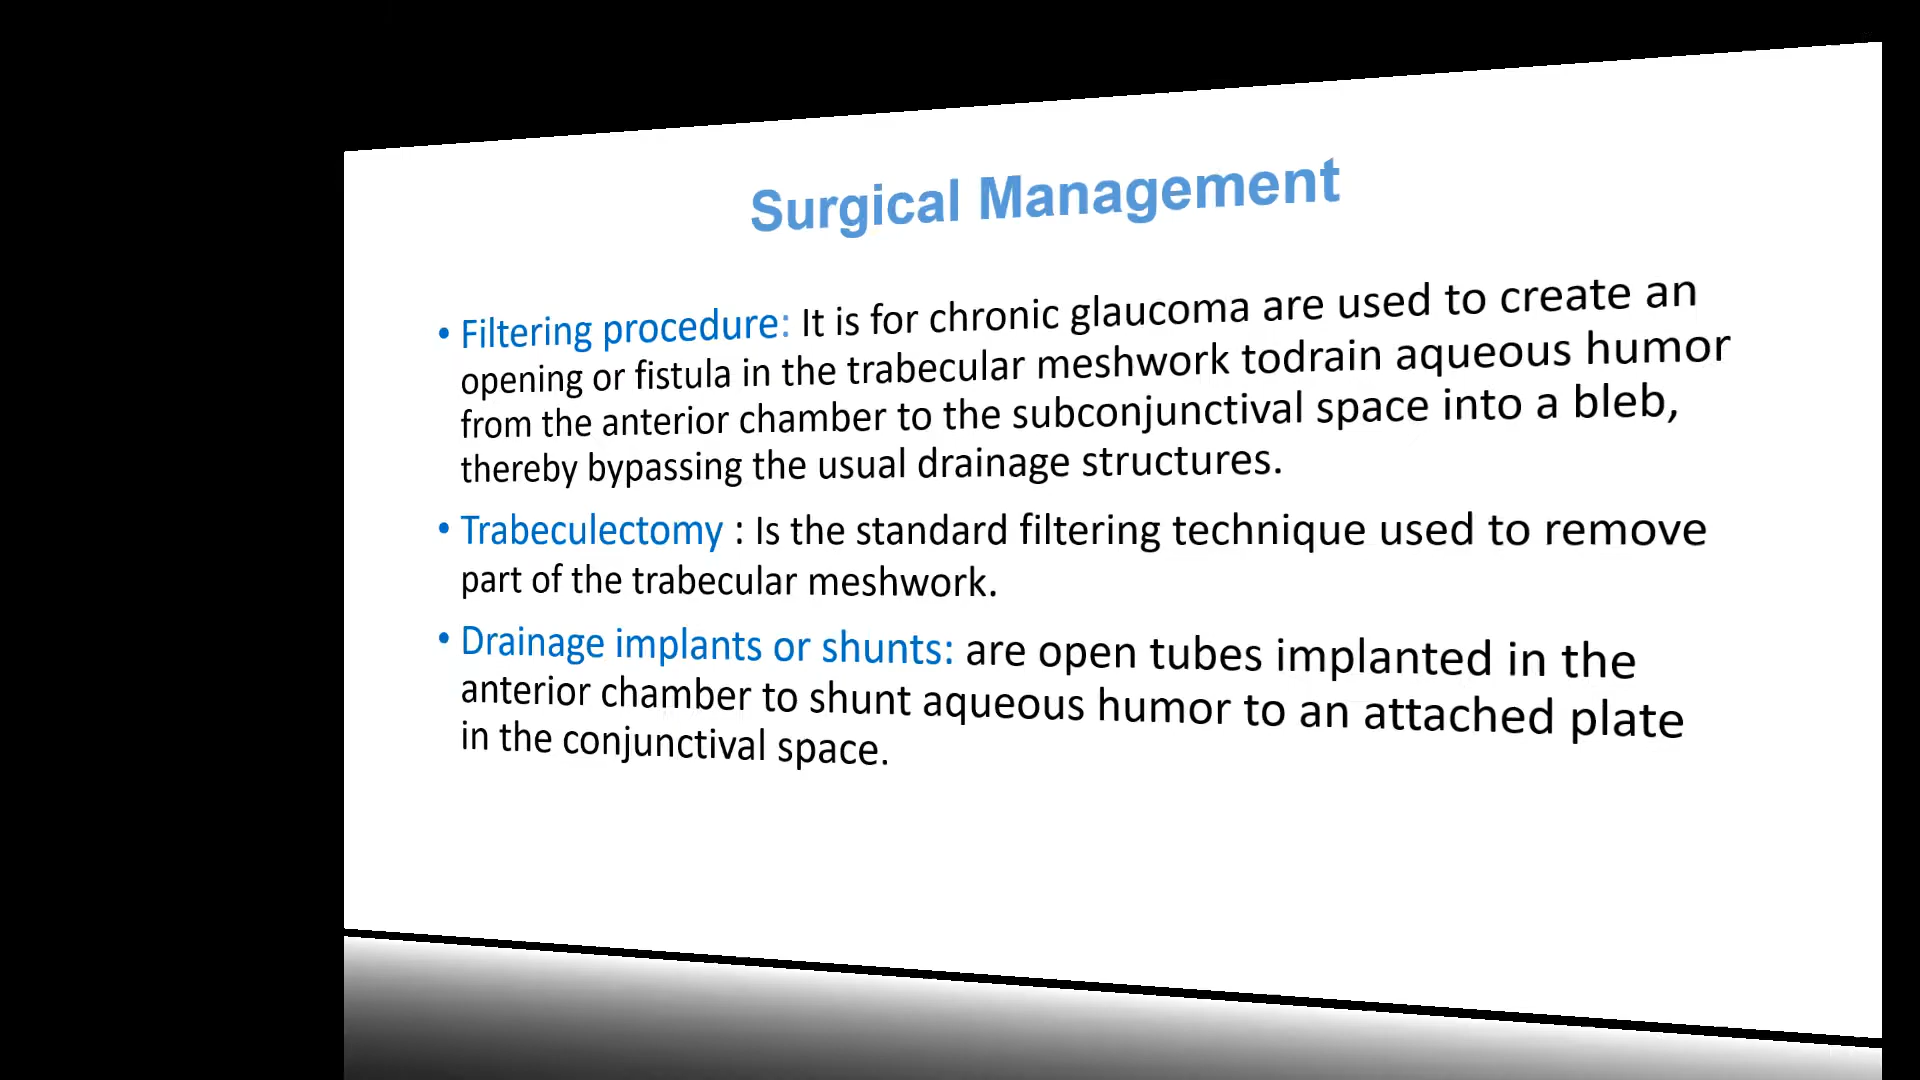 Surgical Management
• Filtering procedure: It is for chronic glaucoma are used to create an
opening or fistula in the trabecular meshwork todrain aqueous humor
from the anterior chamber to the subconjunctival space into a bleb,
thereby bypassing the usual drainage structures.
• Trabeculectomy : Is the standard filtering technique used to remove
part of the trabecular meshwork.
• Drainage implants or shunts: are open tubes implanted in the
anterior chamber to shunt aqueous humor to an attached plate
in the conjunctival space.